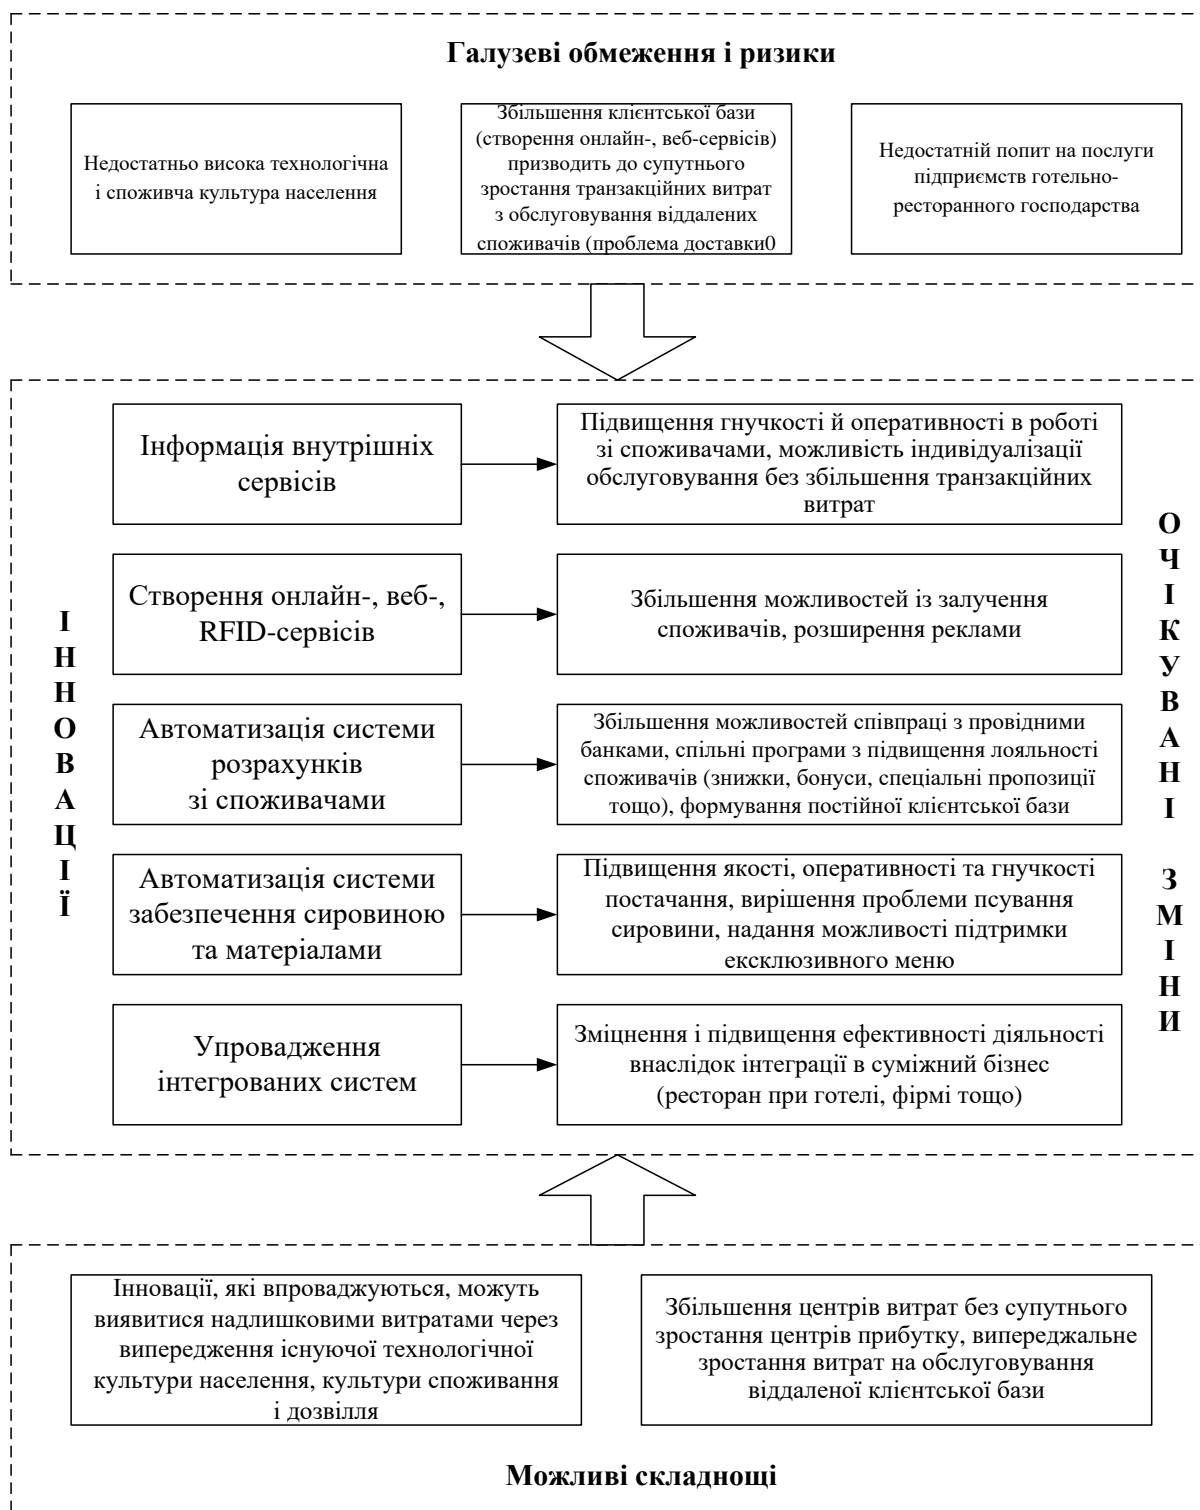 Галузеві обмеження і ризики
Недостатньо висока технологічна
і споживча культура населення
Збільшення клієнтської бази
(створення онлайн-, веб-сервісів)
призводить до супутнього
зростання транзакційних витрат
з обслуговування віддалених
споживачів (проблема доставки0
Недостатній попит на послуги
підприємств готельно-
ресторанного господарства
ІННОВАЦІЇ
Інформація внутрішніх
сервісів
Підвищення гнучкості й оперативності в роботі
зі споживачами, можливість індивідуалізації
обслуговування без збільшення транзакційних
витрат
Створення онлайн-, веб-,
RFID-сервісів
Збільшення можливостей із залучення
споживачів, розширення реклами
Автоматизація системи
розрахунків
зі споживачами
Збільшення можливостей співпраці з провідними
банками, спільні програми з підвищення лояльності
споживачів (знижки, бонуси, спеціальні пропозиції
тощо), формування постійної клієнтської бази
Автоматизація системи
забезпечення сировиною
та матеріалами
Підвищення якості, оперативності та гнучкості
постачання, вирішення проблеми псування
сировини, надання можливості підтримки
ексклюзивного меню
Упровадження
інтегрованих систем
Зміцнення і підвищення ефективності діяльності
внаслідок інтеграції в суміжний бізнес
(ресторан при готелі, фірмі тощо)
ОЧІКУВАНІ ЗМІНИ
Інновації, які впроваджуються, можуть
виявитися надлишковими витратами через
випередження існуючої технологічної
культури населення, культури споживання
і дозвілля
Збільшення центрів витрат без супутнього
зростання центрів прибутку, випереджальне
зростання витрат на обслуговування
віддаленої клієнтської бази
Можливі складнощі